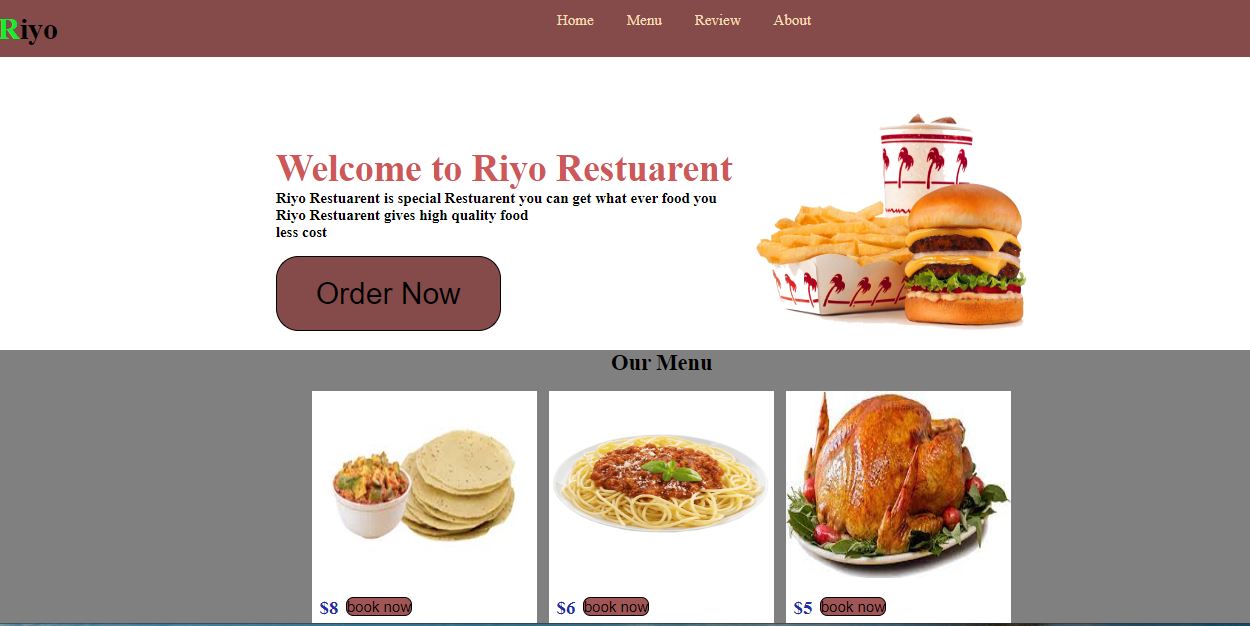 Riyo
Home Menu Review About
Welcome to Riyo Restuarent
Riyo Restuarent is special Restuarent you can get what ever food you
Riyo Restuarent gives high quality food
less cost
Order Now
Our Menu
$8 book now
$6 book now
$5 book now